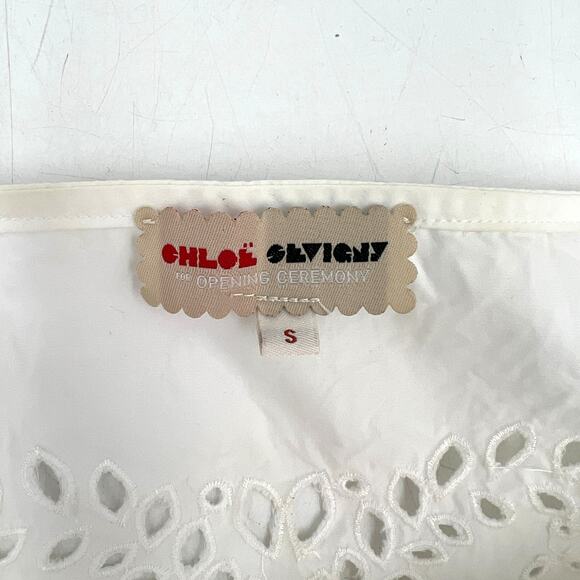 CHLOË SEVIGNY
FOR OPENING CEREMONY
S